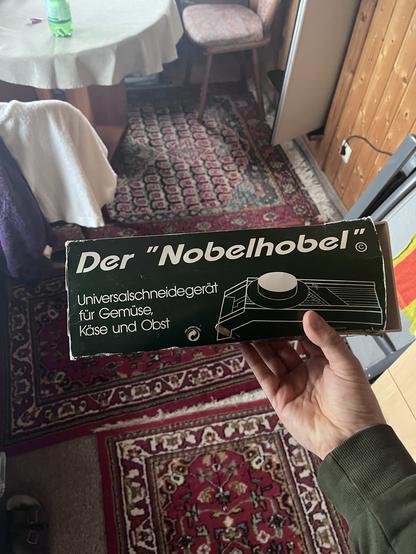 Der "Nobelhobel"©
Universalschneidegerät
für Gemüse,
Käse und Obst